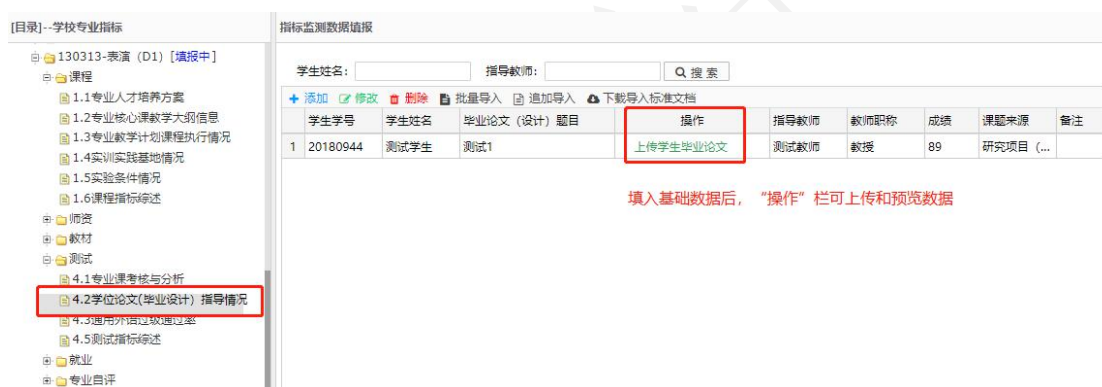 [目录]--学校专业指标
130313-表演（D1）[填报中]
课程
1.1专业人才培养方案
1.2专业核心课教学大纲信息
1.3专业教学计划课程执行情况
1.4实训实践基地情况
1.5实验条件情况
1.6课程指标综述
师资
教材
测试
4.1专业课考核与分析
4.2学位论文(毕业设计）指导情况
4.3通用外语过级通过率
4.5测试指标综述
就业
专业自评
指标监测数据填报
学生姓名： 指导教师： 搜索
添加 修改 删除 批量导入 追加导入 下载导入标准文档
学生学号 学生姓名 毕业论文（设计）题目 操作 指导教师 教师职称 成绩 课题来源 备注
1 20180944 测试学生 测试1 上传学生毕业论文 测试教师 教授 89 研究项目（...
填入基础数据后，“操作”栏可上传和预览数据